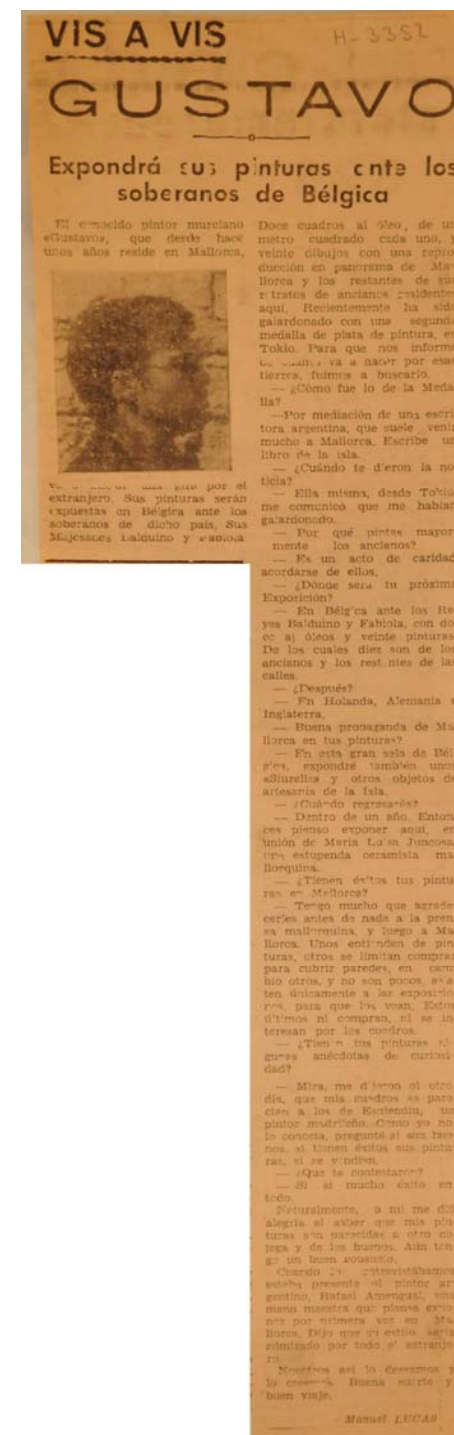 VIS A VIS
H-3352
GUSTAVO
Expondrá sus pinturas ante los
soberanos de Bélgica
El conocido pintor murciano
«Gustavo», que desde hace
unos años reside en Mallorca,
va a una gira por el
extranjero. Sus pinturas serán
expuestas en Bélgica ante los
soberanos de dicho país, Sus
Majestades Balduino y Fabiola
Doce cuadros al óleo, de un
metro cuadrado cada uno, y
veinte dibujos con una repro
ducción en panorama de Ma
llorca y los restantes de sus
retratos de ancianos residentes
aquí. Recientemente ha sido
galardonado con una segunda
medalla de plata de pintura, en
Tokio. Para que nos informe
de cuanto va a haber por esas
tierras, fuimos a buscarlo.
— ¿Cómo fue lo de la Meda
lla?
—Por mediación de una escri
tora argentina, que suele venir
mucho a Mallorca. Escribe un
libro de la isla.
— ¿Cuándo te dieron la no
ticia?
— Ella misma, desde Tokio
me comunicó que me habían
galardonado.
— Por qué pintas mayor
mente los ancianos?
— Es un acto de caridad
acordarse de ellos.
— ¿Dónde será tu próxima
Exposición?
— En Bélgica ante los Re
yes Balduino y Fabiola, con do
ce al óleos y veinte pinturas.
De los cuales diez son de los
ancianos y los restantes de las
calles.
— ¿Después?
— En Holanda, Alemania e
Inglaterra.
— Buena propaganda de Ma
llorca en tus pinturas?
— En esta gran sala de Bél
gica, expondré también unos
«Siurells» y otros objetos de
artesanía de la Isla.
— ¿Cuándo regresarás?
— Dentro de un año. Enton
ces pienso exponer aquí, en
unión de María Luisa Juncosa,
una estupenda ceramista ma
llorquina.
— ¿Tienen éxitos tus pintu
ras en Mallorca?
— Tengo mucho que agrade
cerles antes de nada a la pren
sa mallorquina, y luego a Ma
llorca. Unos entienden de pin
turas, otros se limitan comprar
para cubrir paredes, en cam
bio otros, y no son pocos, asis
ten únicamente a las exposicio
nes, para que los vean. Estos
últimos ni compran, ni se in
teresan por los cuadros.
— ¿Tienen tus pinturas al
gunas anécdotas de curiosi
dad?
— Mira, me dijeron el otro
día, que mis cuadros se pare
cían a los de un
pintor madrileño. Como yo no
lo conocía, pregunté si son bue
nos, si tienen éxitos sus pintu
ras, si se vendían.
— ¿Qué te contestaron?
— Si si mucho éxito en
todo.
Naturalmente, a mí me dió
alegría el saber que mis pin
turas son parecidas a otro co
lega y de los buenos. Aún ten
go un buen
Cuando le entrevistábamos
estaba presente el pintor ar
gentino, Rafael Amengual, una
mano maestra que piensa expo
ner por primera vez en Ma
llorca. Dijo que su estilo sería
admirado por todo el extranje
ro.
Nosotros así lo deseamos y
lo Buena suerte y
buen viaje.
Manuel LUCAS